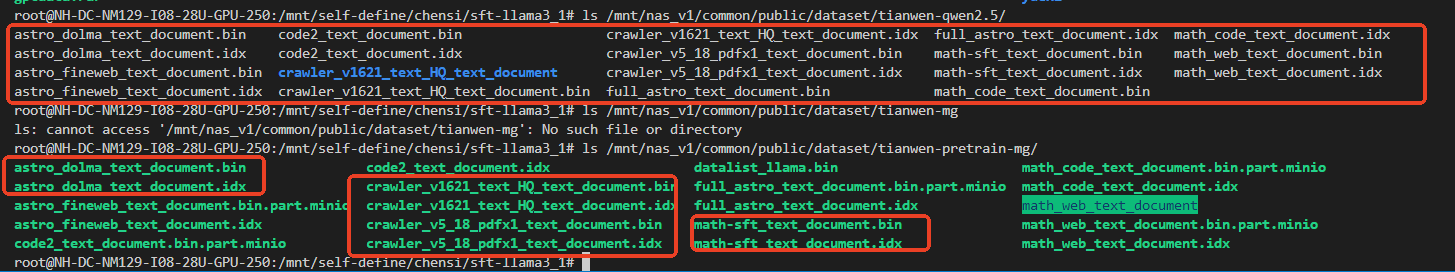 root@NH-DC-NM129-I08-28U-GPU-250:/mnt/self-define/chensi/sft-llama3_1# ls /mnt/nas_v1/common/public/dataset/tianwen-qwen2.5/
astro_dolma_text_document.bin code2_text_document.bin crawler_v1621_text_HQ_text_document.idx full_astro_text_document.idx math_code_text_document.idx
astro_dolma_text_document.idx code2_text_document.idx crawler_v5_18_pdfx1_text_document.bin math-sft_text_document.bin math_web_text_document.bin
astro_fineweb_text_document.bin crawler_v1621_text_HQ_text_document crawler_v5_18_pdfx1_text_document.idx math-sft_text_document.idx math_web_text_document.idx
astro_fineweb_text_document.idx crawler_v1621_text_HQ_text_document.bin full_astro_text_document.bin math_code_text_document.bin
root@NH-DC-NM129-I08-28U-GPU-250:/mnt/self-define/chensi/sft-llama3_1# ls /mnt/nas_v1/common/public/dataset/tianwen-mg
ls: cannot access '/mnt/nas_v1/common/public/dataset/tianwen-mg': No such file or directory
root@NH-DC-NM129-I08-28U-GPU-250:/mnt/self-define/chensi/sft-llama3_1# ls /mnt/nas_v1/common/public/dataset/tianwen-pretrain-mg/
astro_dolma_text_document.bin code2_text_document.idx datalist_llama.bin math_code_text_document.bin.part.minio
astro_dolma_text_document.idx crawler_v1621_text_HQ_text_document.bin full_astro_text_document.bin.part.minio math_code_text_document.idx
astro_fineweb_text_document.bin.part.minio crawler_v1621_text_HQ_text_document.idx full_astro_text_document.idx math_web_text_document
astro_fineweb_text_document.idx crawler_v5_18_pdfx1_text_document.bin math-sft_text_document.bin math_web_text_document.bin.part.minio
code2_text_document.bin.part.minio crawler_v5_18_pdfx1_text_document.idx math-sft_text_document.idx math_web_text_document.idx
root@NH-DC-NM129-I08-28U-GPU-250:/mnt/self-define/chensi/sft-llama3_1#